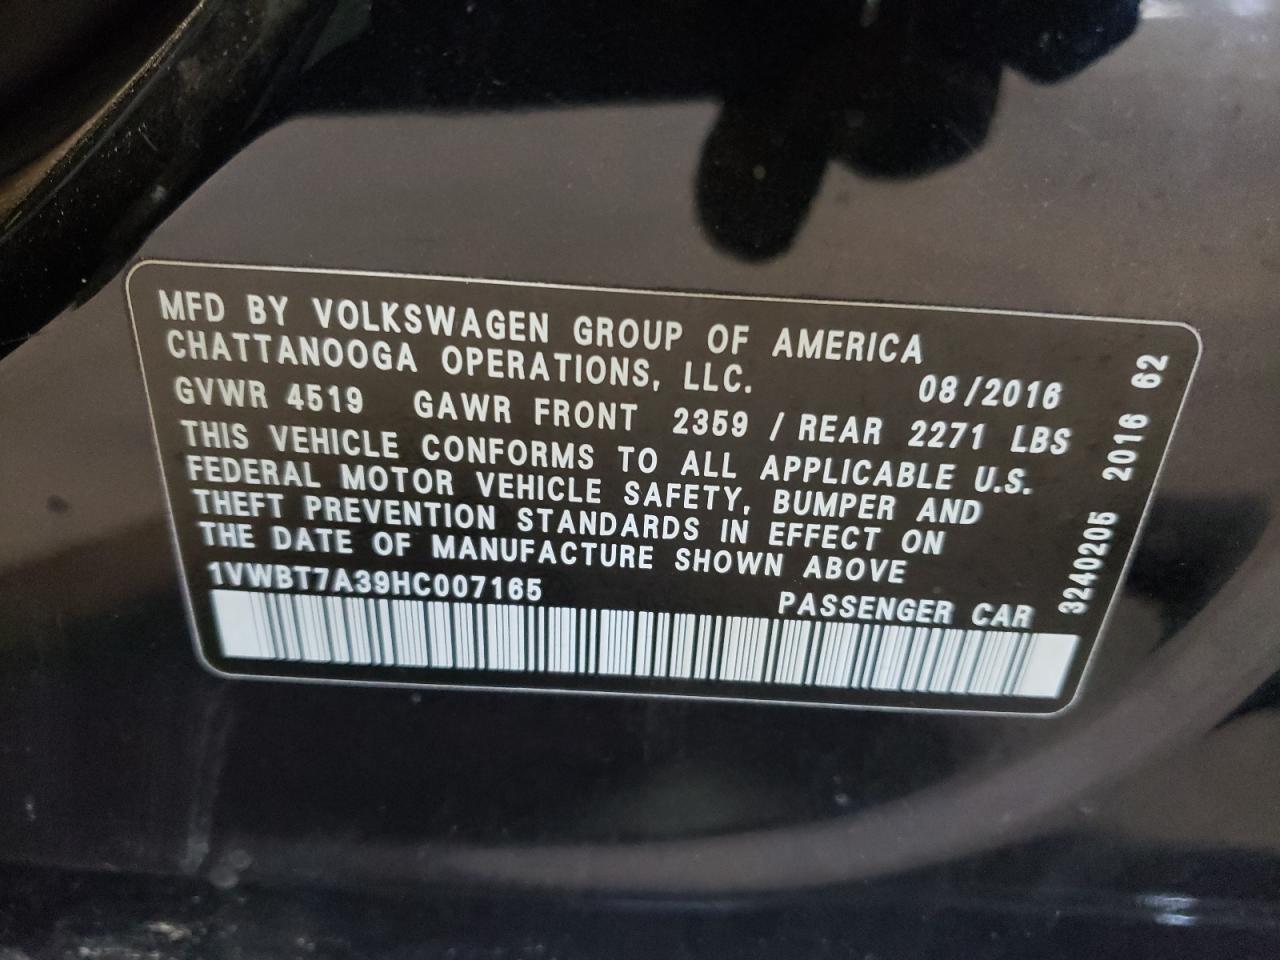 MFD BY VOLKSWAGEN GROUP OF AMERICA
CHATTANOOGA OPERATIONS, LLC. 08/2016
GVWR 4519 GAWR FRONT 2359 / REAR 2271 LBS
THIS VEHICLE CONFORMS TO ALL APPLICABLE U.S.
FEDERAL MOTOR VEHICLE SAFETY, BUMPER AND
THEFT PREVENTION STANDARDS IN EFFECT ON
THE DATE OF MANUFACTURE SHOWN ABOVE
1VWBT7A39HC007165 PASSENGER CAR
3240205 2016 62